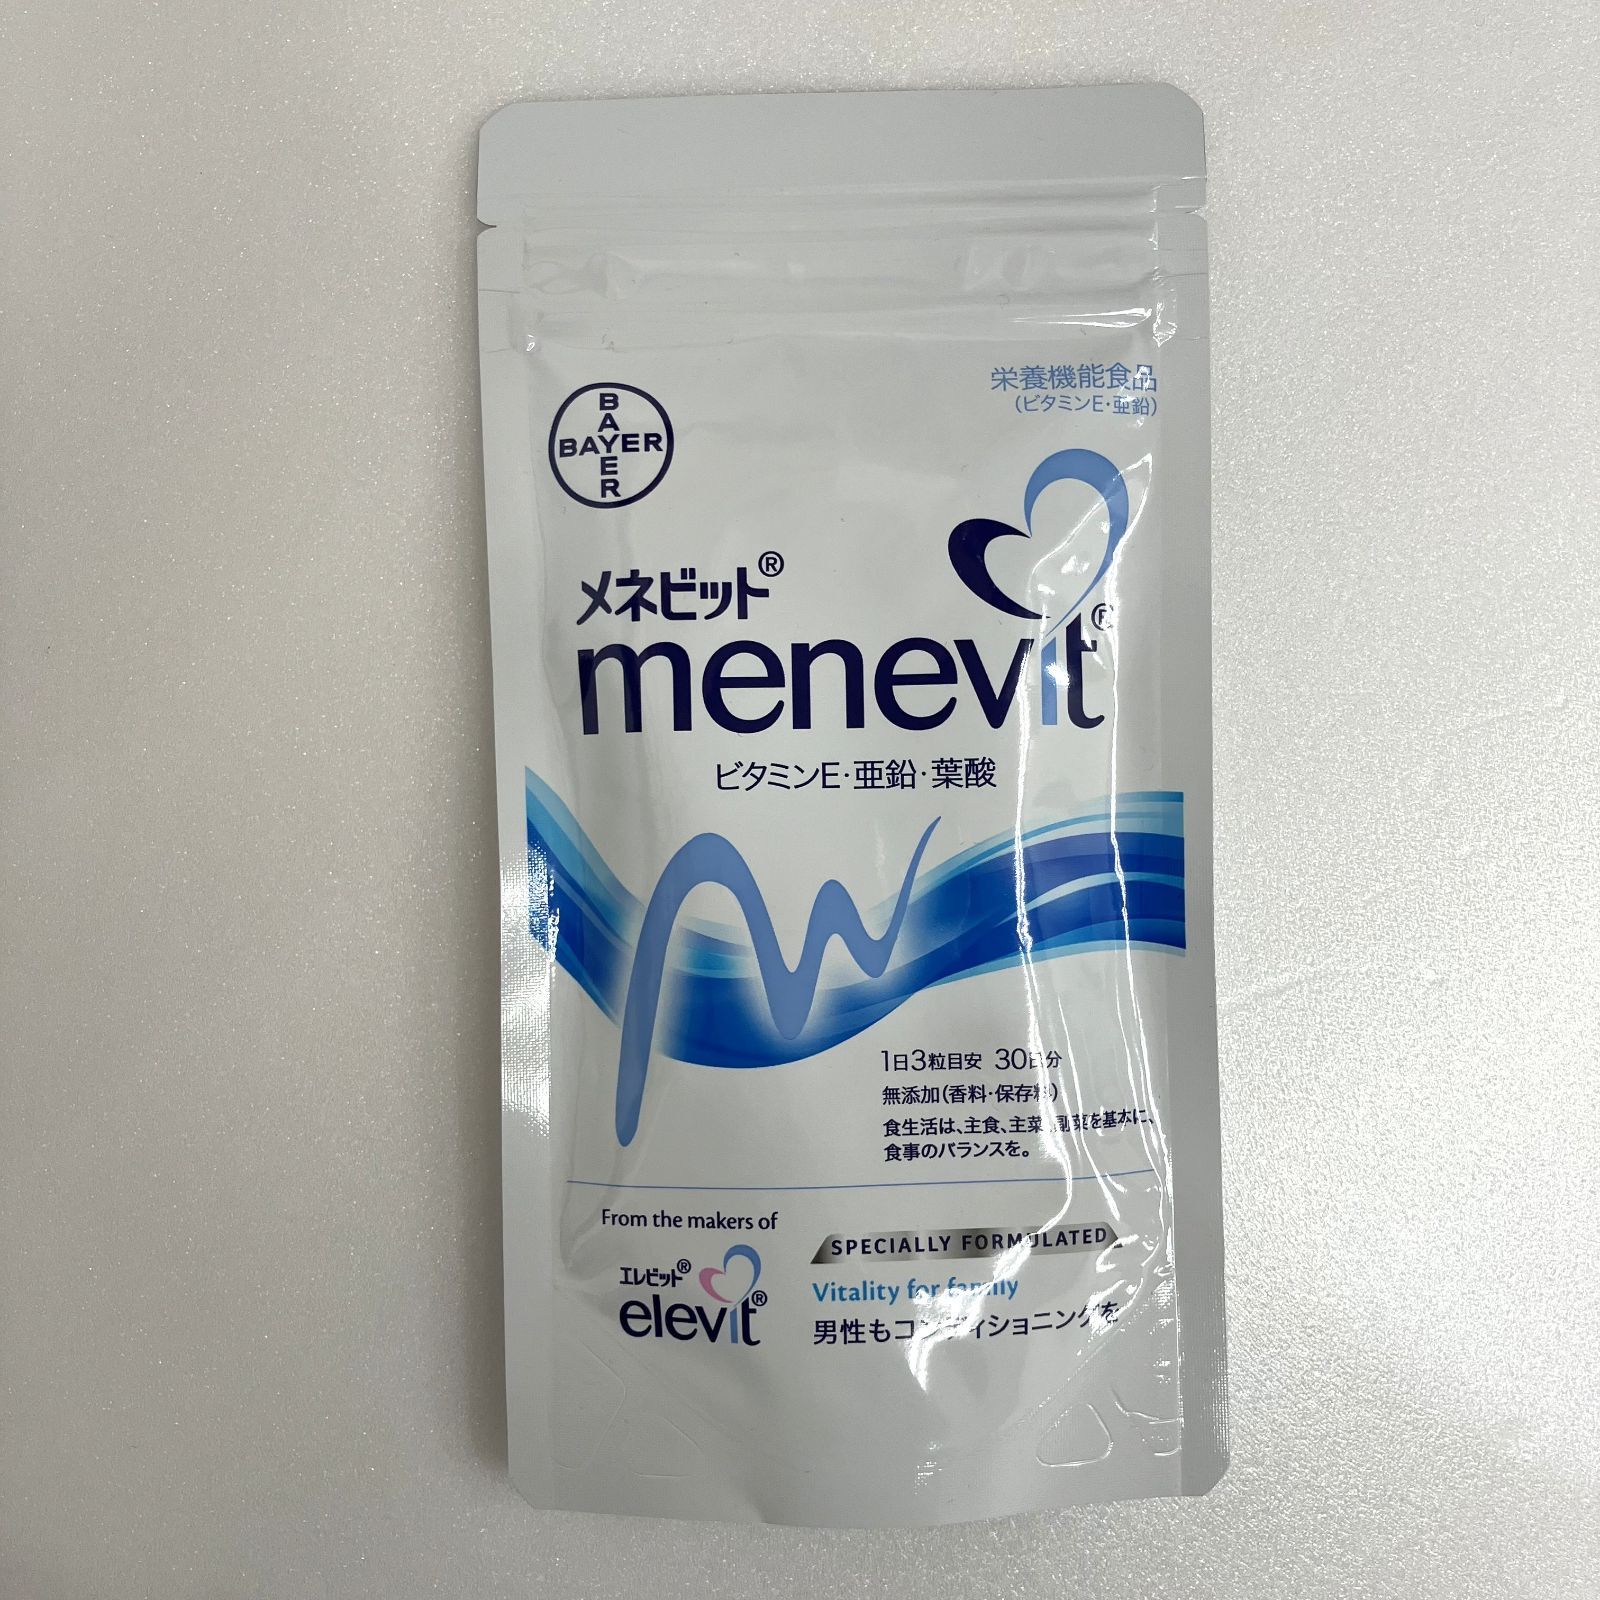 栄養機能食品
(ビタミンE・亜鉛)
BAYER
BAYER
メネビット®
menevit®
ビタミンE・亜鉛・葉酸
1日3粒目安 30日分
無添加(香料・保存料)
食生活は、主食、主菜、副菜を基本に、
食事のバランスを。
From the makers of
エレビット®
elevit®
SPECIALLY FORMULATED
Vitality for family
男性もコンディショニングを